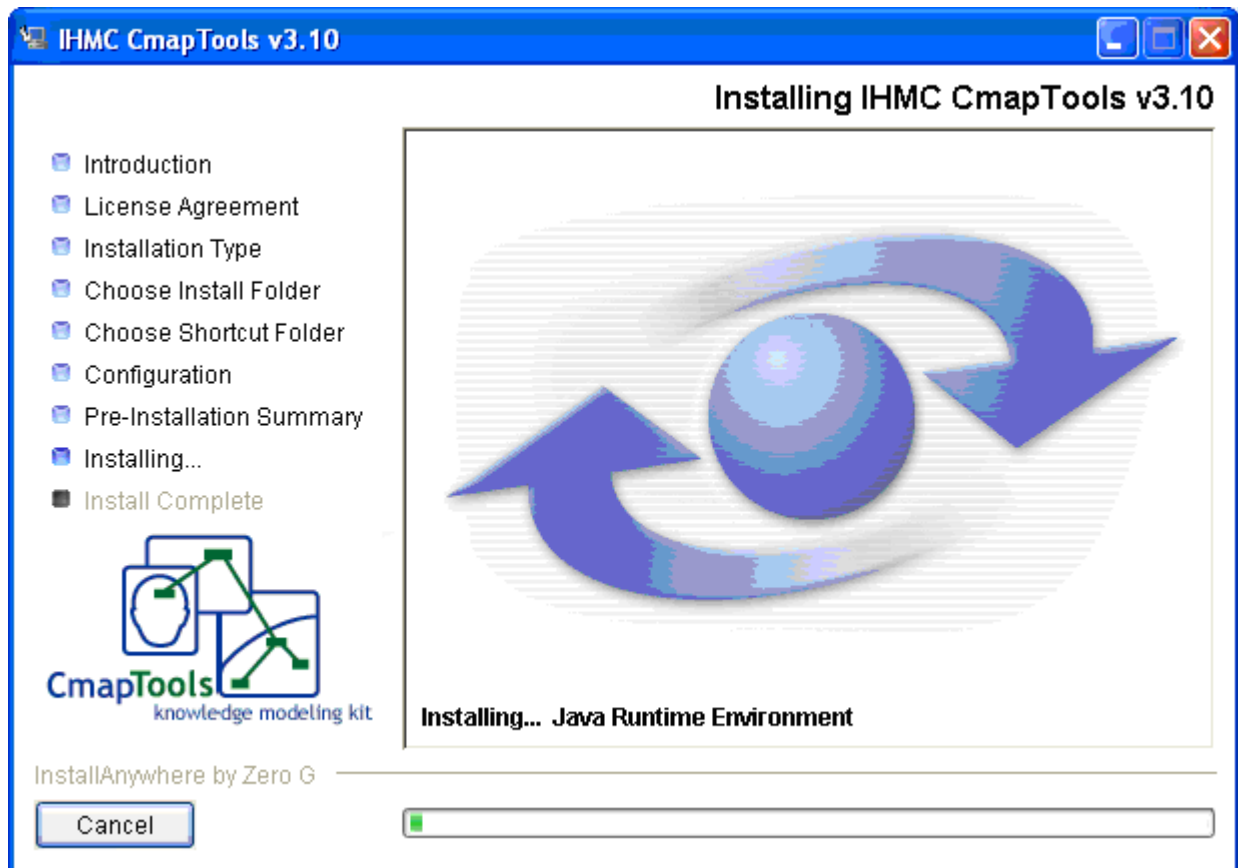 IHMC CmapTools v3.10
Installing IHMC CmapTools v3.10
Introduction
License Agreement
Installation Type
Choose Install Folder
Choose Shortcut Folder
Configuration
Pre-Installation Summary
Installing...
Install Complete
CmapTools
knowledge modeling kit
Installing... Java Runtime Environment
InstallAnywhere by Zero G
Cancel